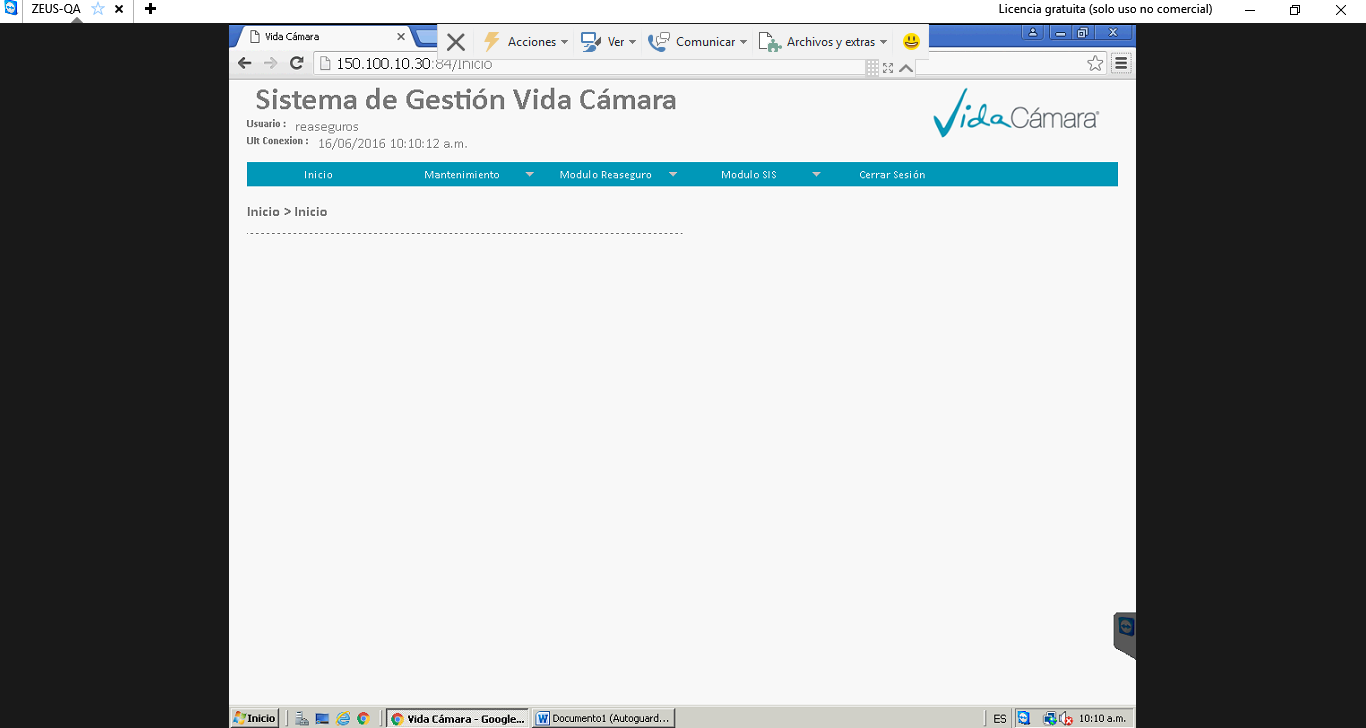 ZEUS-QA
Licencia gratuita (solo uso no comercial)
Vida Cámara
Acciones
Ver
Comunicar
Archivos y extras
150.100.10.30:84/Inicio
Sistema de Gestión Vida Cámara
Usuario :
reaseguros
Ult Conexion :
16/06/2016 10:10:12 a.m.
VidaCámara
Inicio
Mantenimiento
Modulo Reaseguro
Modulo SIS
Cerrar Sesión
Inicio > Inicio
Inicio
Vida Cámara - Google...
Documento1 (Autoguard...
ES
10:10 a.m.